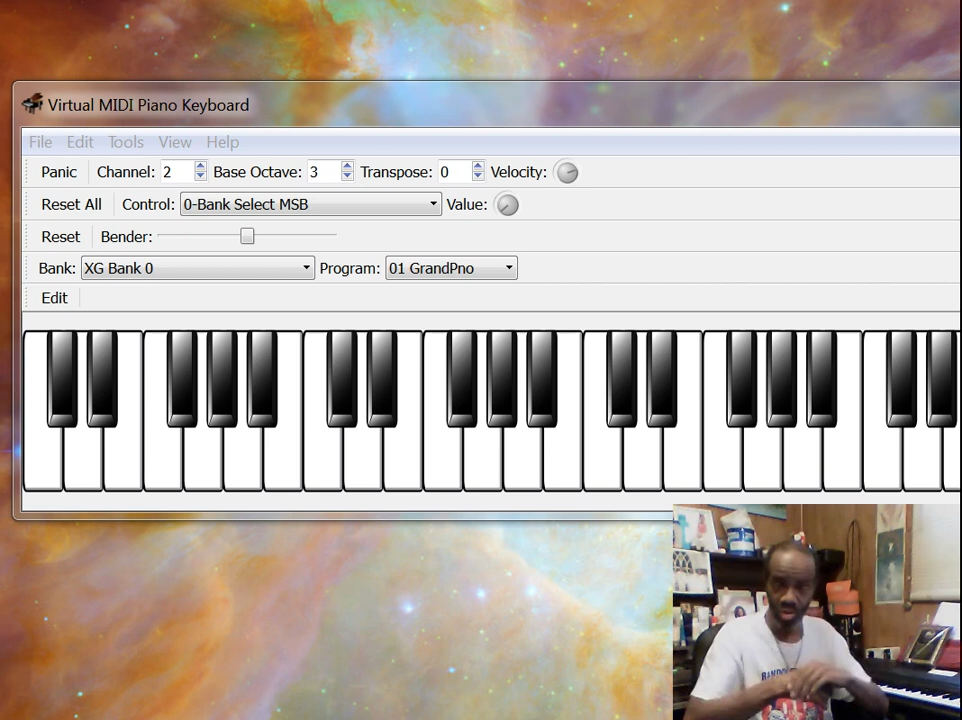 Virtual MIDI Piano Keyboard
File Edit Tools View Help
Panic Channel: 2 Base Octave: 3 Transpose: 0 Velocity:
Reset All Control: 0-Bank Select MSB Value:
Reset Bender:
Bank: XG Bank 0 Program: 01 GrandPno
Edit